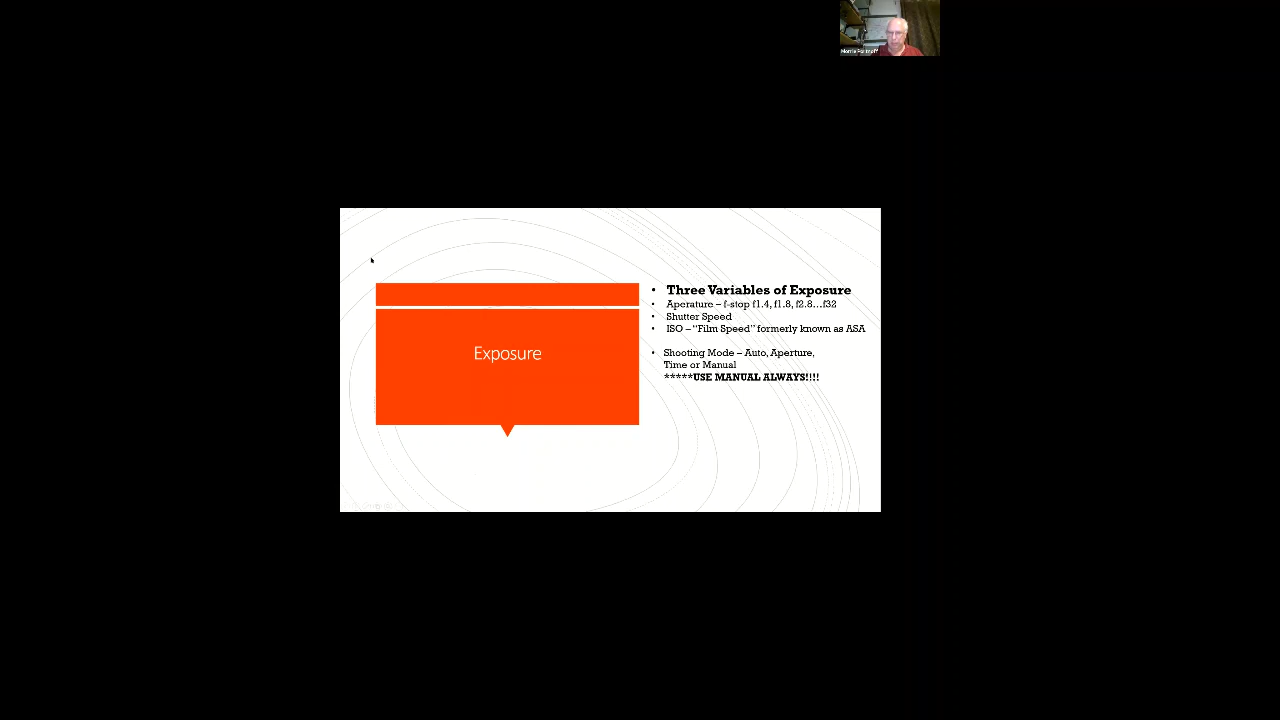 Exposure
• Three Variables of Exposure
• Aperature – f-stop f1.4, f1.8, f2.8...f32
• Shutter Speed
• ISO – “Film Speed” formerly known as ASA
• Shooting Mode – Auto, Aperture,
Time or Manual
*****USE MANUAL ALWAYS!!!!